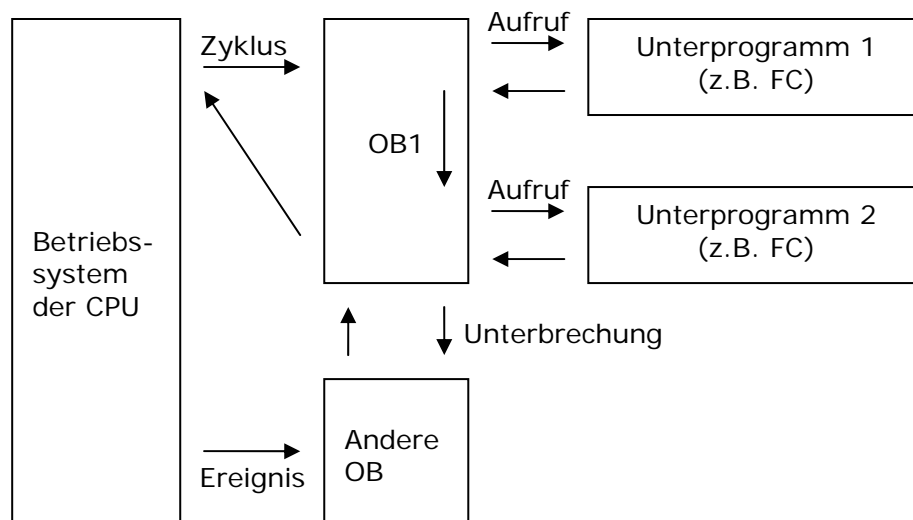 Aufruf
Zyklus
Unterprogramm 1
(z.B. FC)
OB1
Aufruf
Unterprogramm 2
(z.B. FC)
Betriebs-
system
der CPU
Unterbrechung
Andere
OB
Ereignis